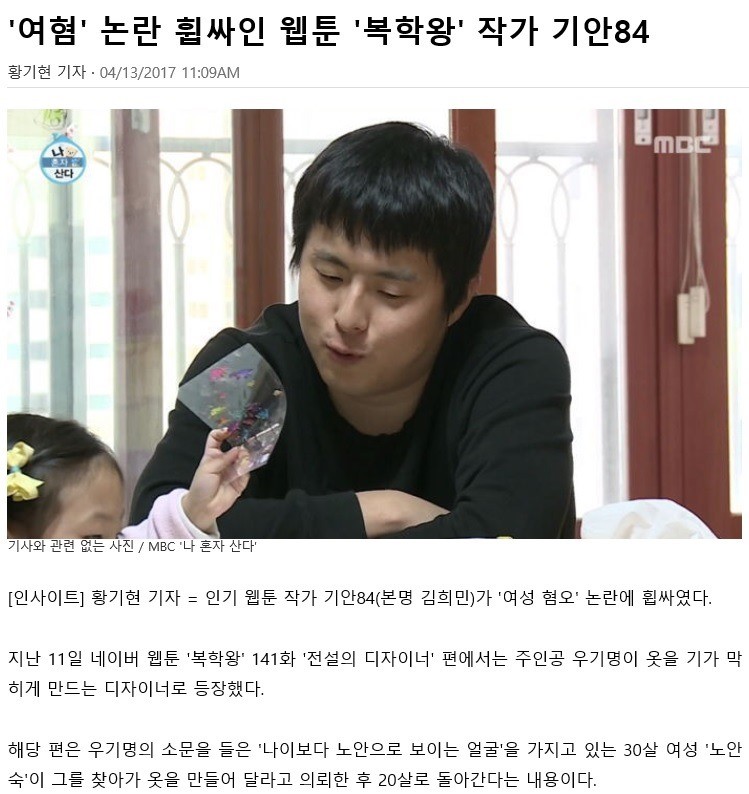 '여혐' 논란 휩싸인 웹툰 '복학왕' 작가 기안84
황기현 기자 · 04/13/2017 11:09AM
나
혼자
산다
MBC
기사와 관련 없는 사진 / MBC '나 혼자 산다'
[인사이트] 황기현 기자 = 인기 웹툰 작가 기안84(본명 김희민)가 '여성 혐오' 논란에 휩싸였다.
지난 11일 네이버 웹툰 '복학왕' 141화 '전설의 디자이너' 편에서는 주인공 우기명이 옷을 기가 막
히게 만드는 디자이너로 등장했다.
해당 편은 우기명의 소문을 들은 '나이보다 노안으로 보이는 얼굴'을 가지고 있는 30살 여성 '노안
숙'이 그를 찾아가 옷을 만들어 달라고 의뢰한 후 20살로 돌아간다는 내용이다.